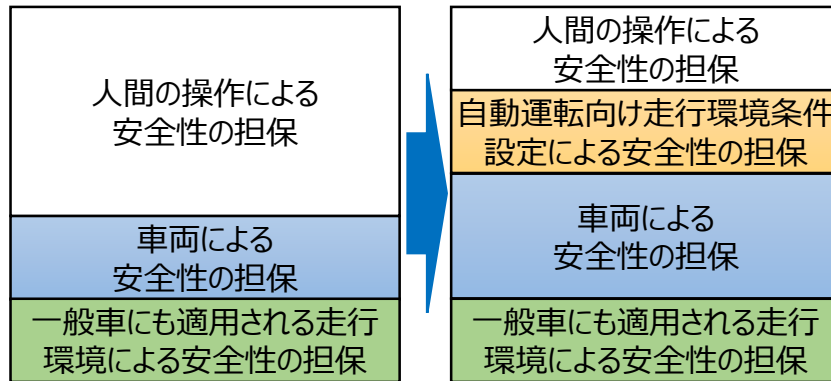 人間の操作による
安全性の担保
車両による
安全性の担保
一般車にも適用される走行
環境による安全性の担保
人間の操作による
安全性の担保
自動運転向け走行環境条件
設定による安全性の担保
車両による
安全性の担保
一般車にも適用される走行
環境による安全性の担保